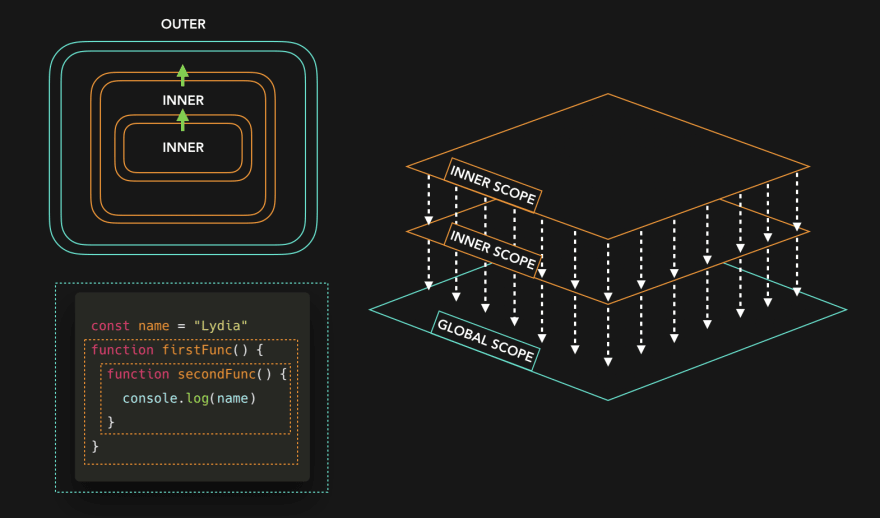 OUTER
INNER
INNER
const name = "Lydia"
function firstFunc() {
function secondFunc() {
console.log(name)
}
}
INNER SCOPE
INNER SCOPE
GLOBAL SCOPE